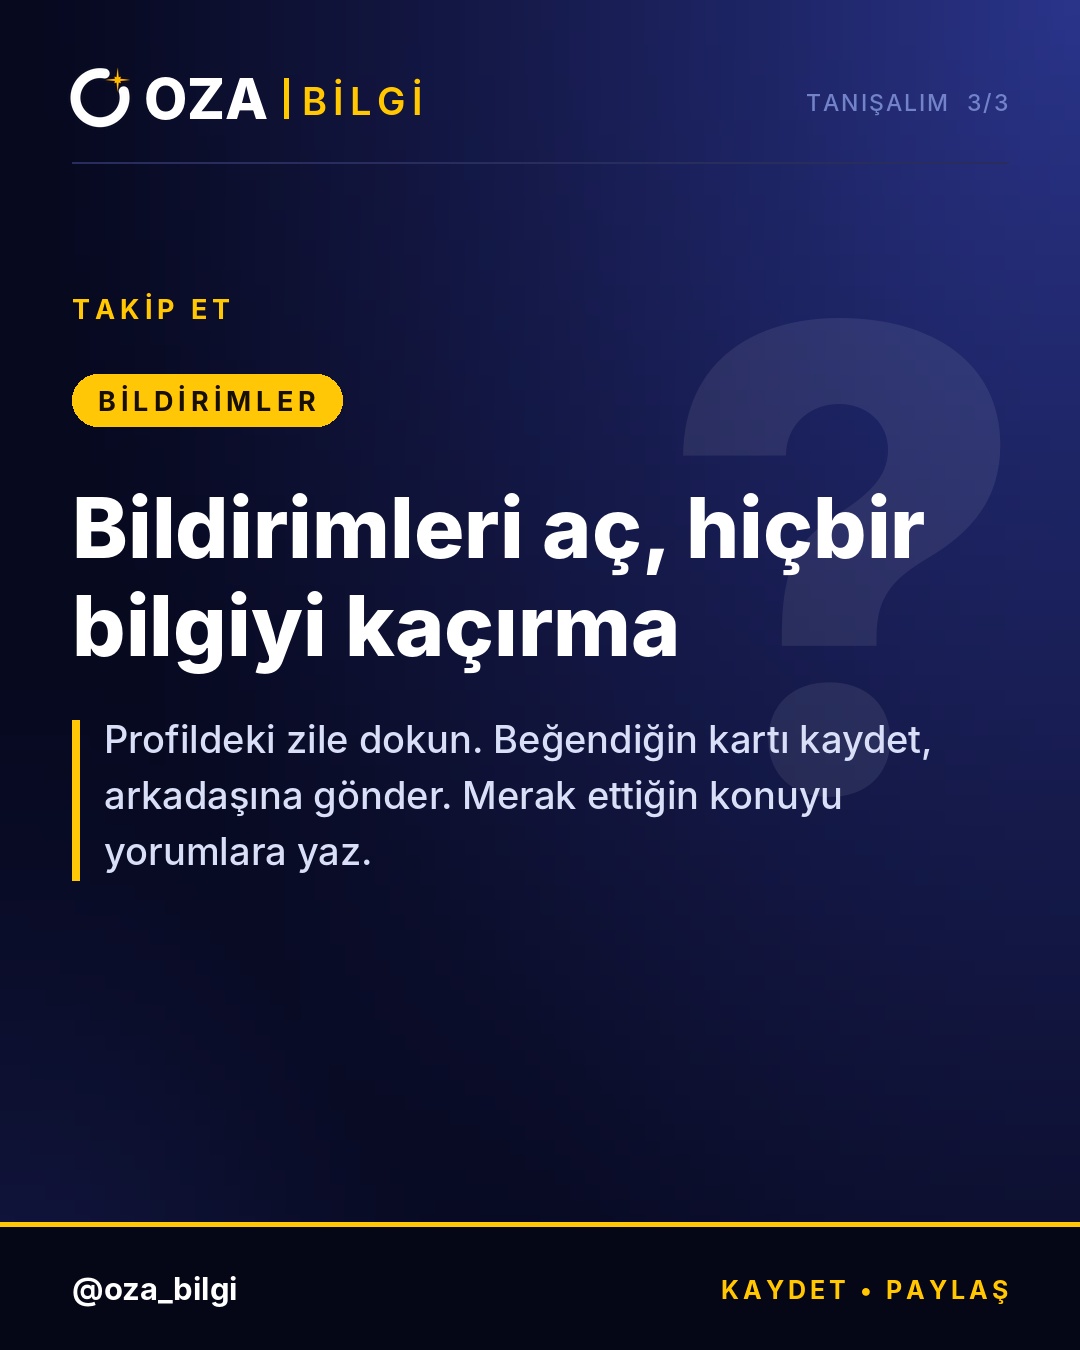 OZA | BİLGİ
TANIŞALIM 3/3
TAKİP ET
BİLDİRİMLER
?
Bildirimleri aç, hiçbir
bilgiyi kaçırma
Profildeki zile dokun. Beğendiğin kartı kaydet,
arkadaşına gönder. Merak ettiğin konuyu
yorumlara yaz.
@oza_bilgi
KAYDET • PAYLAŞ